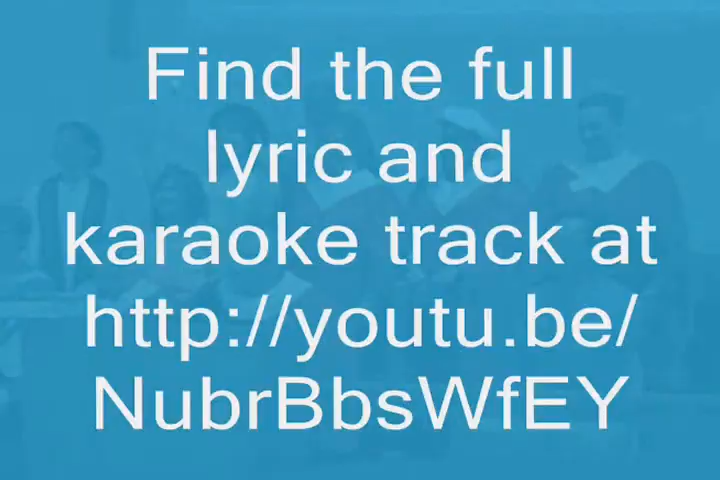 Find the full
lyric and
karaoke track at
http://youtu.be/
NubrBbsWfEY